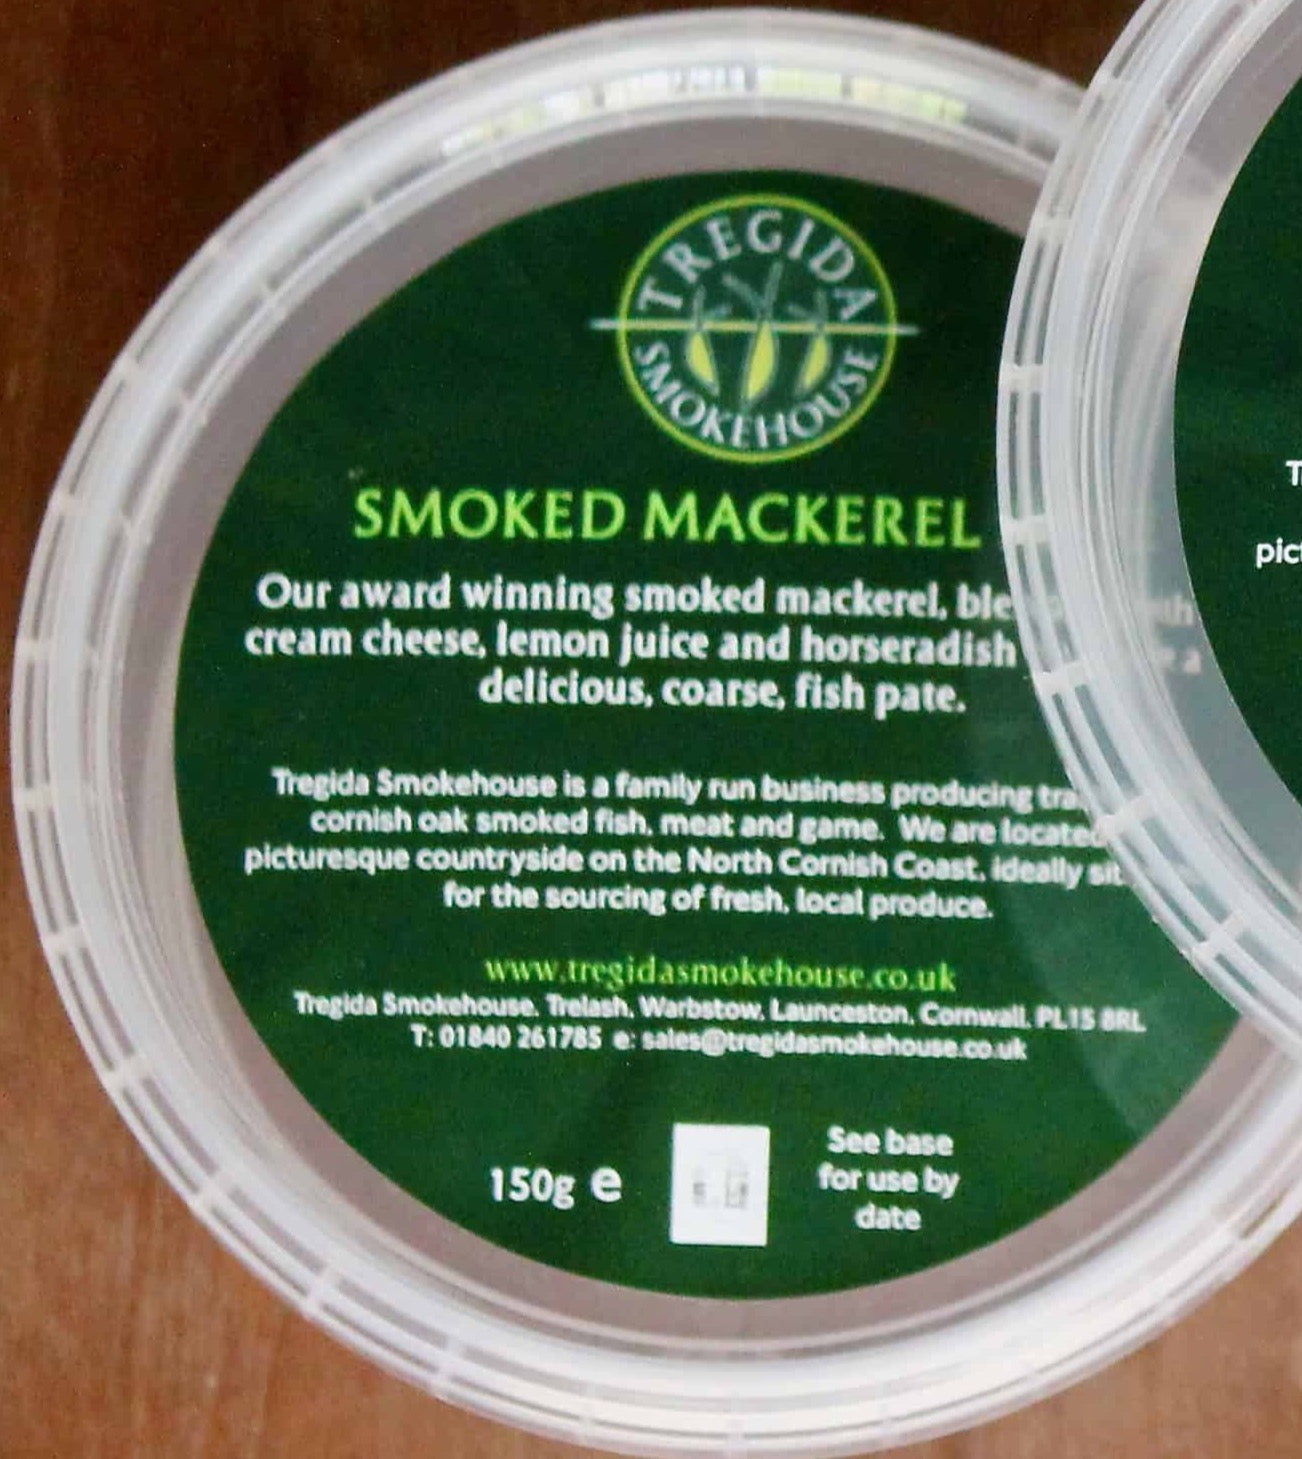 TREGIDA
SMOKEHOUSE
SMOKED MACKEREL
Our award winning smoked mackerel,
cream cheese, lemon juice and horseradish
delicious, coarse, fish pate.
Tregida Smokehouse is a family run business producing
cornish oak smoked fish, meat and game. We are located
picturesque countryside on the North Cornish Coast, ideally
for the sourcing of fresh, local produce.
www.tregidasmokehouse.co.uk
Tregida Smokehouse, Trelash, Warbstow, Launceston, Cornwall, PL15 8RL
T: 01840 261785 e: sales@tregidasmokehouse.co.uk
150g e
See base
for use by
date